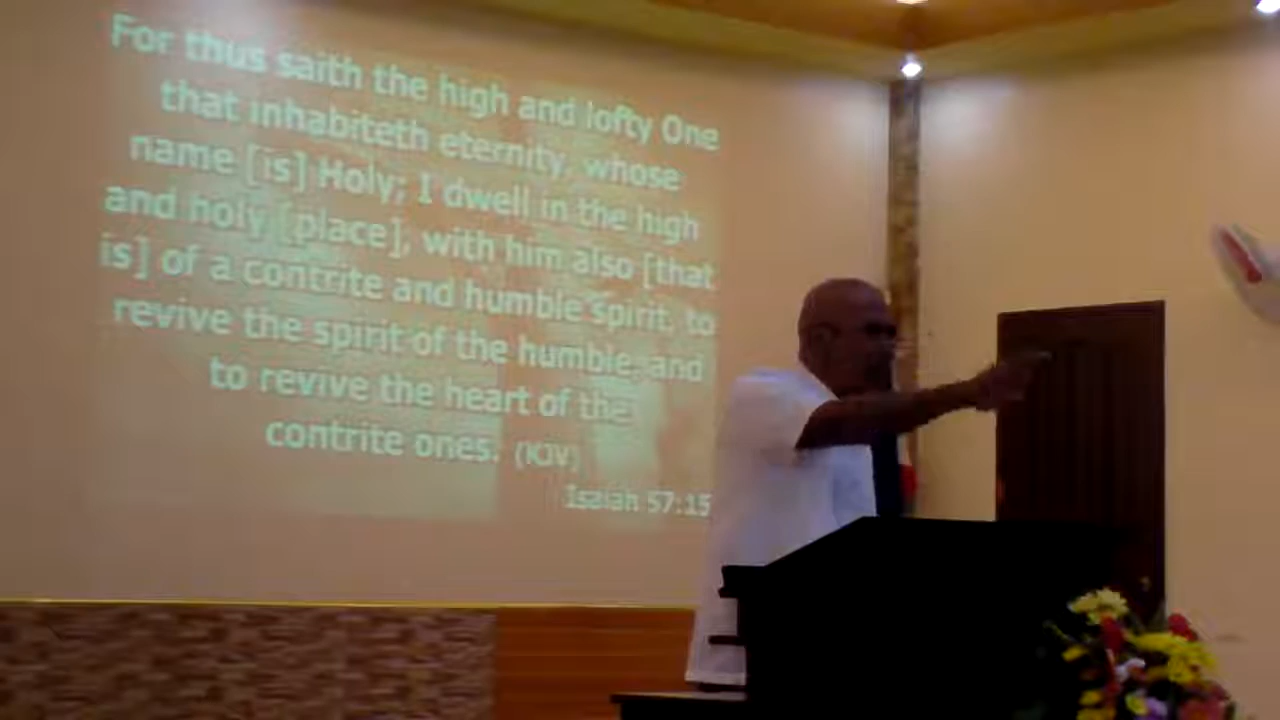 For thus saith the high and lofty One
that inhabiteth eternity, whose
name [is] Holy; I dwell in the high
and holy [place], with him also [that
is] of a contrite and humble spirit, to
revive the spirit of the humble, and
to revive the heart of the
contrite ones. (KJV)
Isaiah 57:15